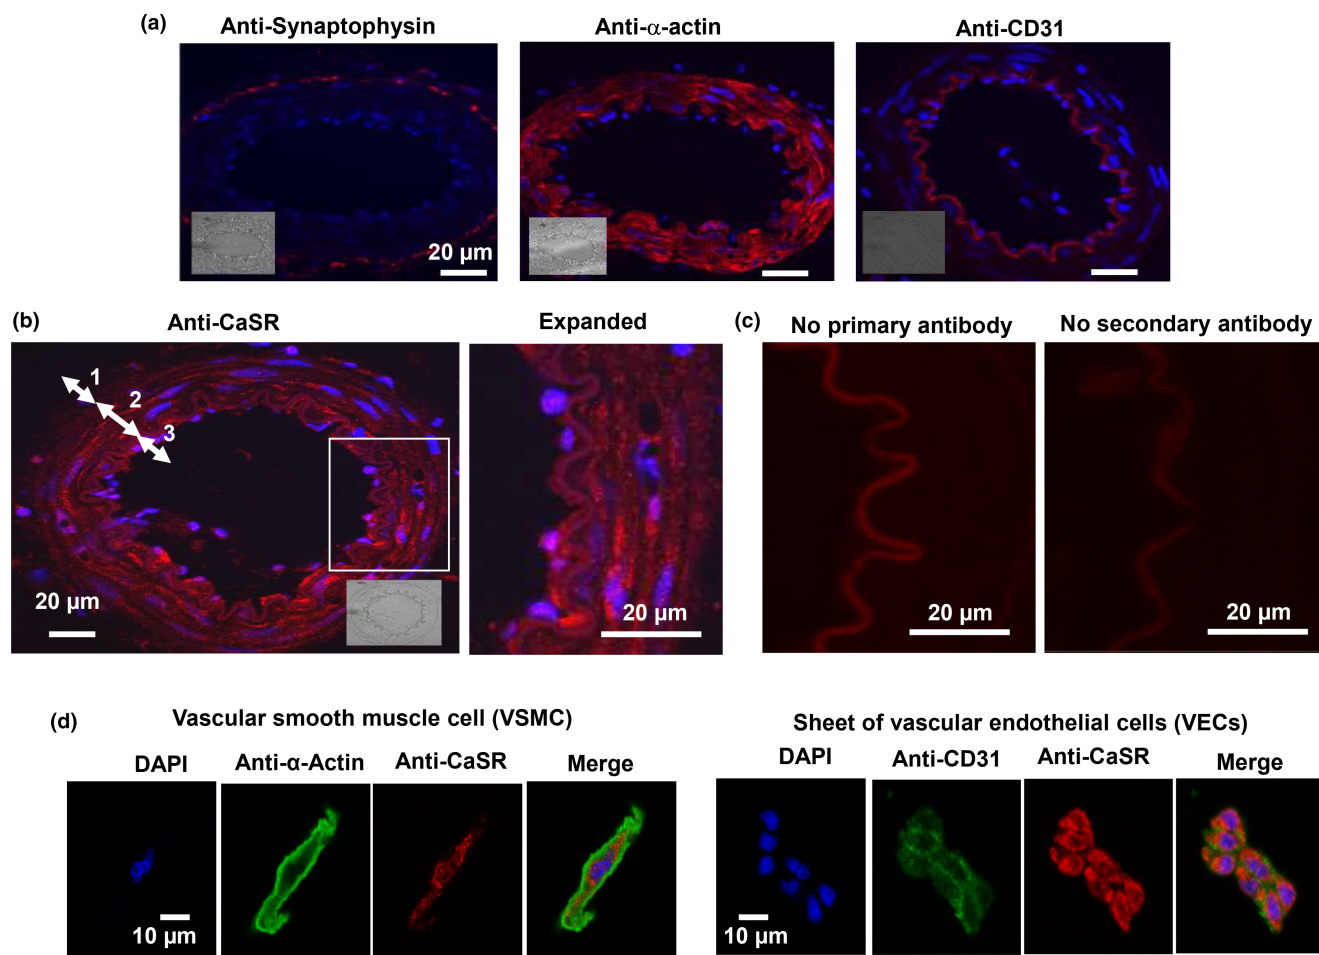 (a)
Anti-Synaptophysin
Anti-α-actin
Anti-CD31
20 µm
(b)
Anti-CaSR
Expanded
(c)
No primary antibody
No secondary antibody
1
2
3
20 µm
20 µm
20 µm
20 µm
(d)
Vascular smooth muscle cell (VSMC)
DAPI
Anti-α-Actin
Anti-CaSR
Merge
10 µm
Sheet of vascular endothelial cells (VECs)
DAPI
Anti-CD31
Anti-CaSR
Merge
10 µm